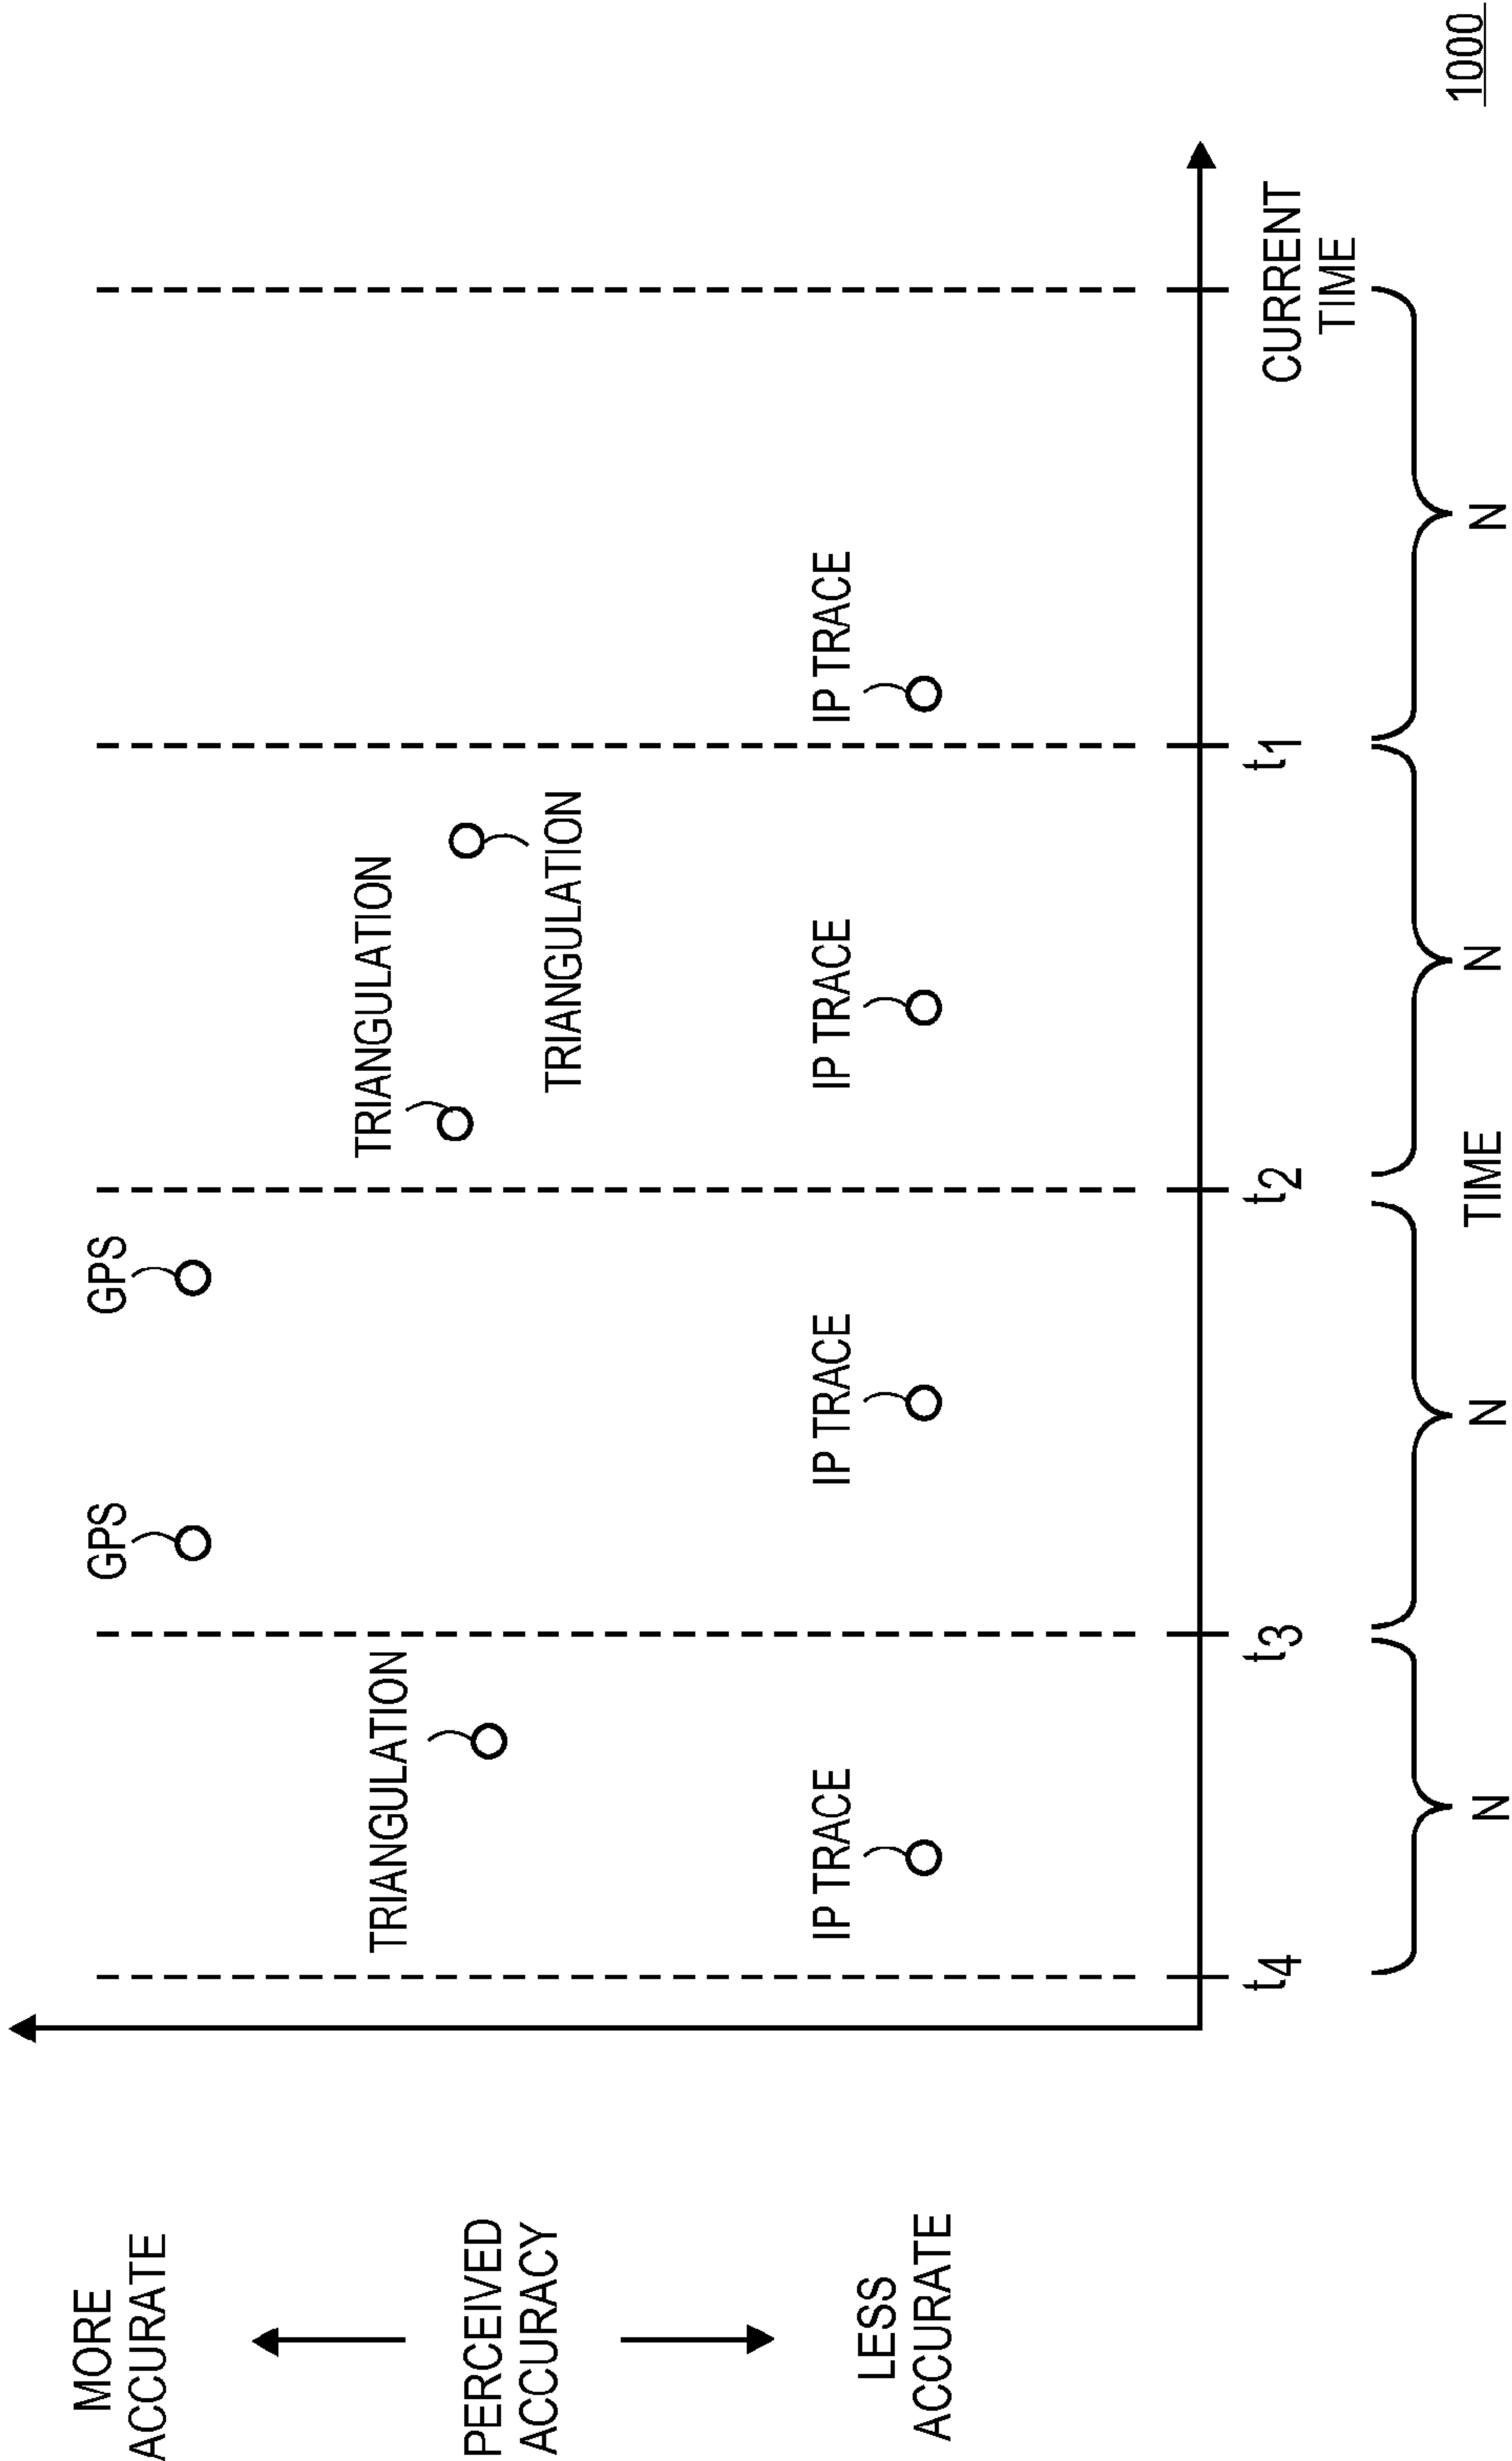 MORE
ACCURATE
PERCEIVED
ACCURACY
LESS
ACCURATE
GPS
GPS
TRIANGULATION
TRIANGULATION
TRIANGULATION
IP TRACE
IP TRACE
IP TRACE
IP TRACE
t4
t3
t2
t1
CURRENT
TIME
N
N
N
N
TIME
1000